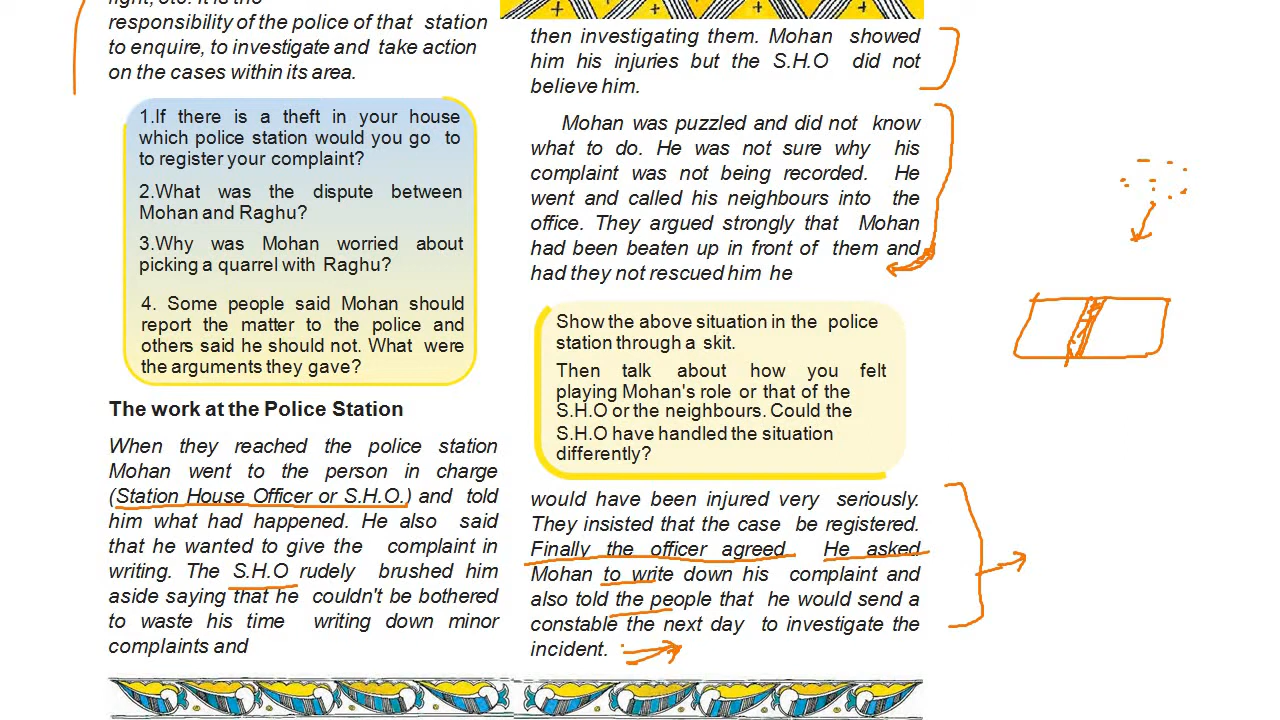 responsibility of the police of that station
to enquire, to investigate and take action
on the cases within its area.
1.If there is a theft in your house
which police station would you go to
to register your complaint?
2.What was the dispute between
Mohan and Raghu?
3.Why was Mohan worried about
picking a quarrel with Raghu?
4. Some people said Mohan should
report the matter to the police and
others said he should not. What were
the arguments they gave?
The work at the Police Station
When they reached the police station
Mohan went to the person in charge
(Station House Officer or S.H.O.) and told
him what had happened. He also said
that he wanted to give the complaint in
writing. The S.H.O rudely brushed him
aside saying that he couldn't be bothered
to waste his time writing down minor
complaints and
then investigating them. Mohan showed
him his injuries but the S.H.O did not
believe him.
Mohan was puzzled and did not know
what to do. He was not sure why his
complaint was not being recorded. He
went and called his neighbours into the
office. They argued strongly that Mohan
had been beaten up in front of them and
had they not rescued him he
Show the above situation in the police
station through a skit.
Then talk about how you felt
playing Mohan's role or that of the
S.H.O or the neighbours. Could the
S.H.O have handled the situation
differently?
would have been injured very seriously.
They insisted that the case be registered.
Finally the officer agreed He asked
Mohan to write down his complaint and
also told the people that he would send a
constable the next day to investigate the
incident.